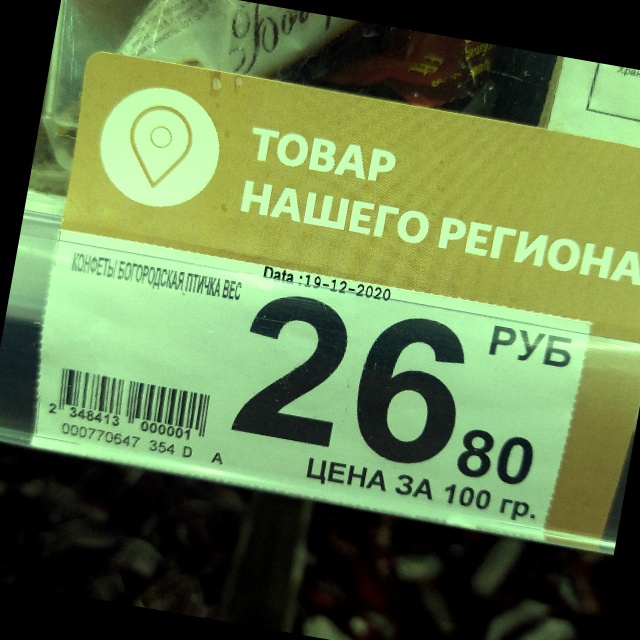 ТОВАР
НАШЕГО РЕГИОНА
Data :19-12-2020
КОНФЕТЫ БОГОРОДСКАЯ ПТИЧКА ВЕС
26 80
РУБ
ЦЕНА ЗА 100 гр.
2 348413 000001
000770647 354 D A